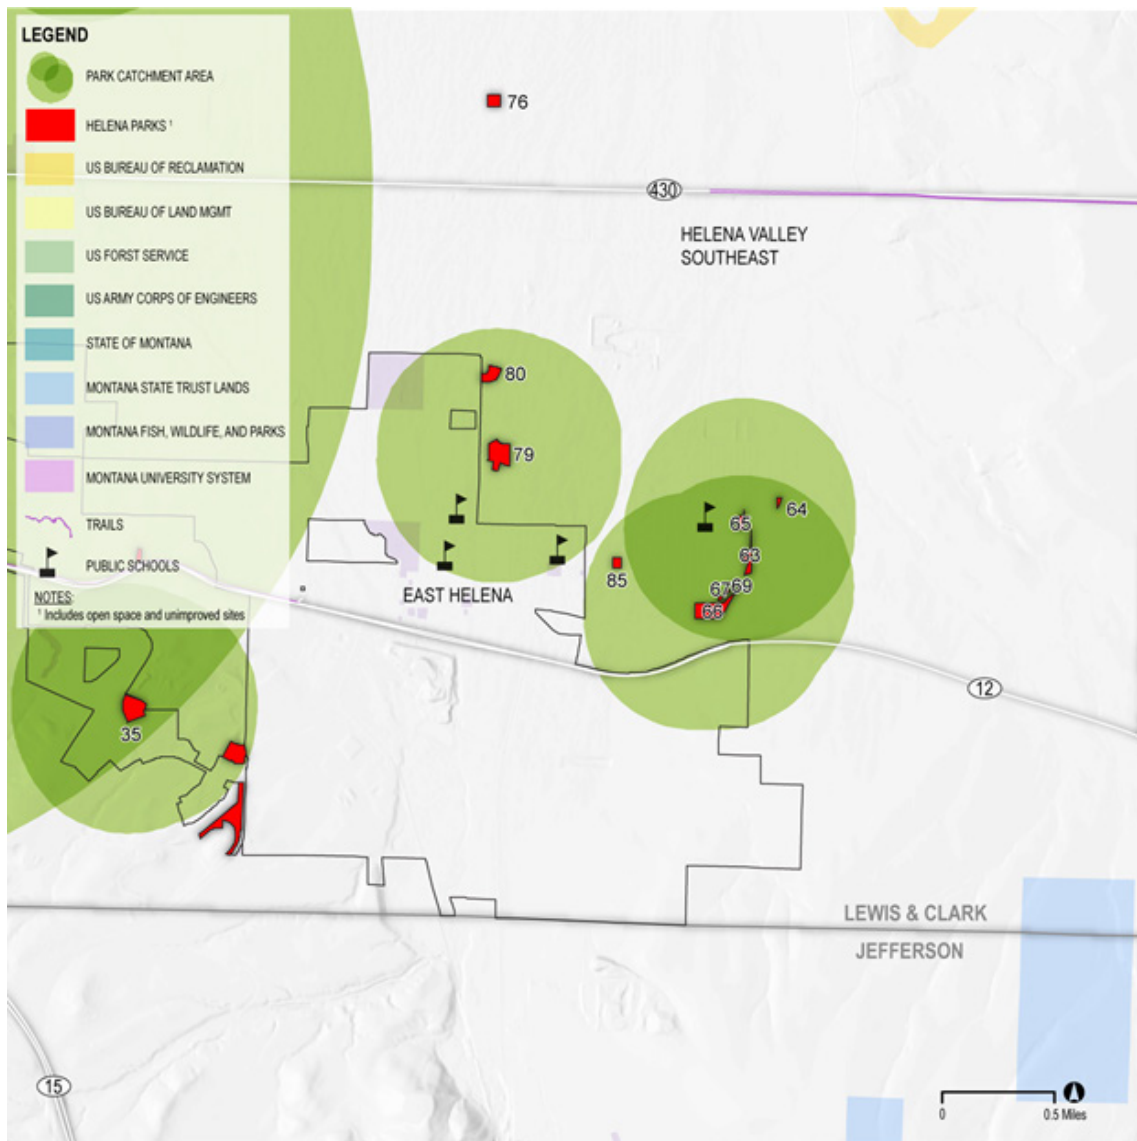 LEGEND
PARK CATCHMENT AREA
HELENA PARKS ¹
US BUREAU OF RECLAMATION
US BUREAU OF LAND MGMT
US FORST SERVICE
US ARMY CORPS OF ENGINEERS
STATE OF MONTANA
MONTANA STATE TRUST LANDS
MONTANA FISH, WILDLIFE, AND PARKS
MONTANA UNIVERSITY SYSTEM
TRAILS
PUBLIC SCHOOLS
NOTES:
¹ Includes open space and unimproved sites
76
430
HELENA VALLEY
SOUTHEAST
80
79
64
65
63
85
67
69
66
EAST HELENA
12
35
LEWIS & CLARK
JEFFERSON
15
0
0.5 Miles